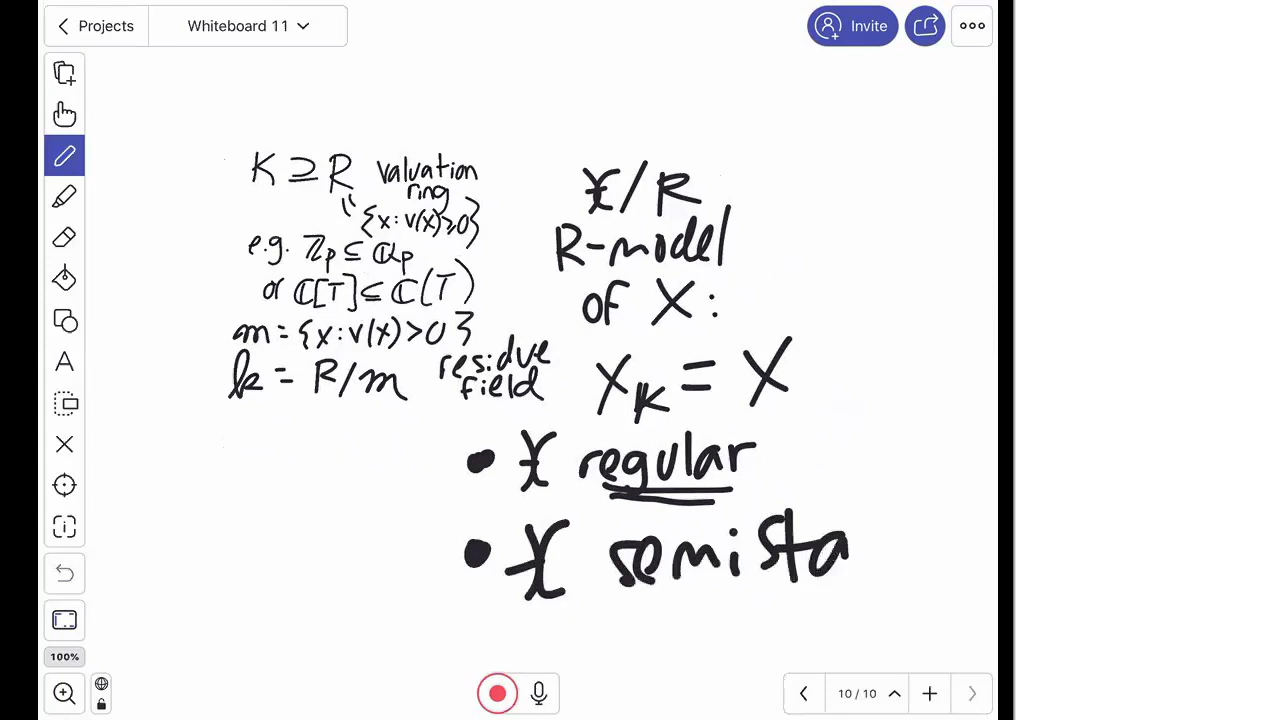 Projects
Whiteboard 11
Invite
K ⊇ R valuation ring
{x: v(x)≥0}
e.g. ℤp ⊆ ℚp
or ℂ[T] ⊆ ℂ(T)
m = {x: v(x)>0}
k = R/m residue field
𝔛/R
R-model
of X:
X_K = X
• 𝔛 regular
• 𝔛 semista
A
100%
10/10